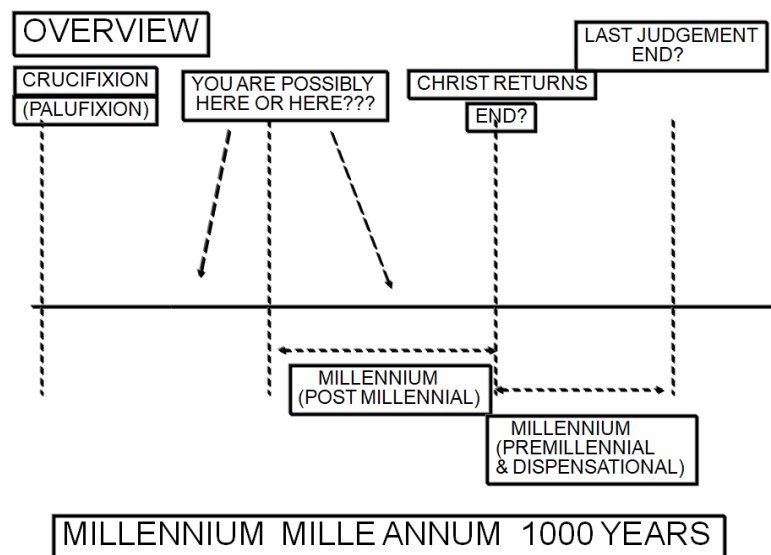 OVERVIEW
CRUCIFIXION
(PALUFIXION)
YOU ARE POSSIBLY
HERE OR HERE???
CHRIST RETURNS
END?
LAST JUDGEMENT
END?
MILLENNIUM
(POST MILLENNIAL)
MILLENNIUM
(PREMILLENNIAL
& DISPENSATIONAL)
MILLENNIUM MILLE ANNUM 1000 YEARS